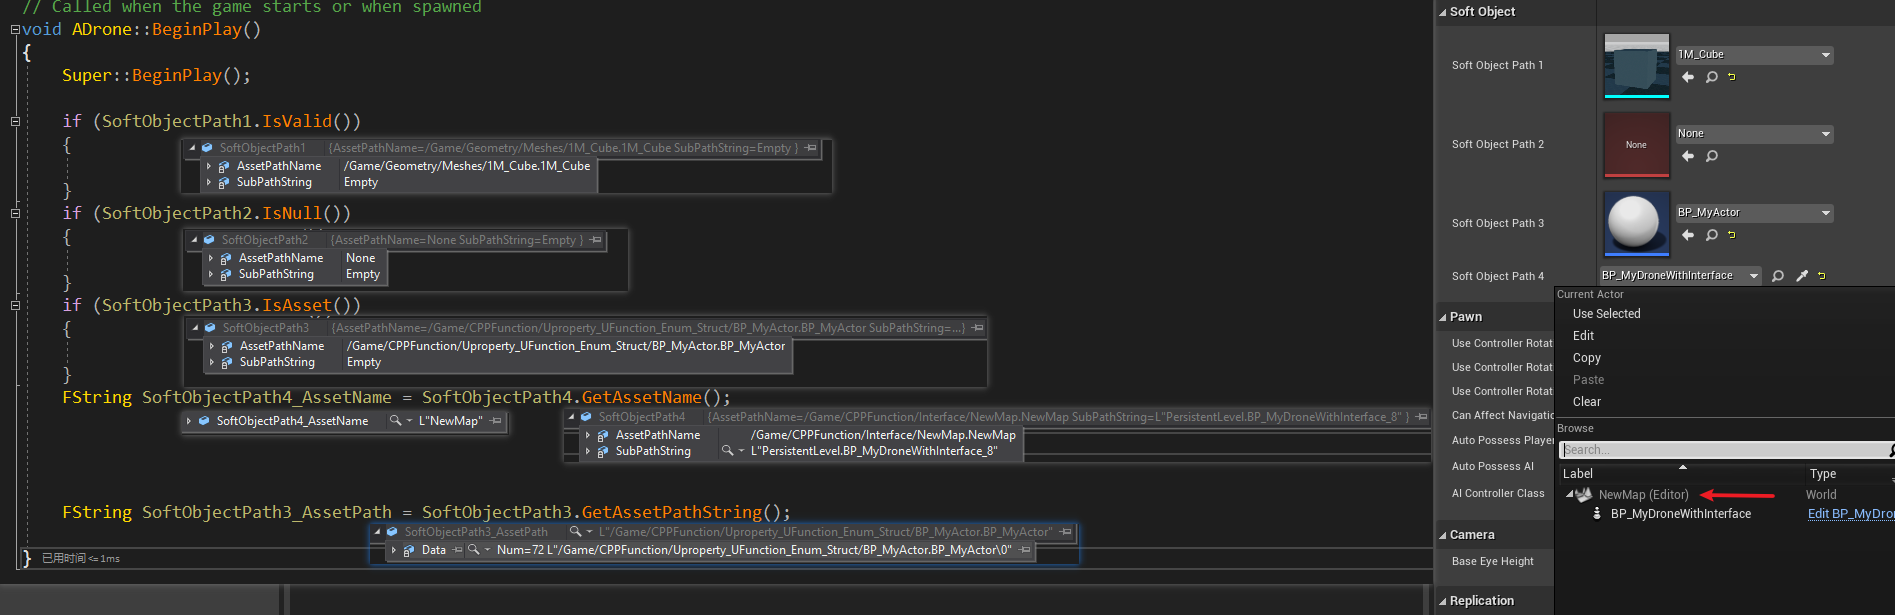 // Called when the game starts or when spawned
void ADrone::BeginPlay()
{
Super::BeginPlay();
if (SoftObjectPath1.IsValid())
{
SoftObjectPath1 {AssetPathName=/Game/Geometry/Meshes/1M_Cube.1M_Cube SubPathString=Empty }
AssetPathName /Game/Geometry/Meshes/1M_Cube.1M_Cube
SubPathString Empty
}
if (SoftObjectPath2.IsNull())
{
SoftObjectPath2 {AssetPathName=None SubPathString=Empty }
AssetPathName None
SubPathString Empty
}
if (SoftObjectPath3.IsAsset())
{
SoftObjectPath3 {AssetPathName=/Game/CPPFunction/Uproperty_UFunction_Enum_Struct/BP_MyActor.BP_MyActor SubPathString=...}
AssetPathName /Game/CPPFunction/Uproperty_UFunction_Enum_Struct/BP_MyActor.BP_MyActor
SubPathString Empty
}
FString SoftObjectPath4_AssetName = SoftObjectPath4.GetAssetName();
SoftObjectPath4_AssetName L"NewMap"
SoftObjectPath4 {AssetPathName=/Game/CPPFunction/Interface/NewMap.NewMap SubPathString=L"PersistentLevel.BP_MyDroneWithInterface_8" }
AssetPathName /Game/CPPFunction/Interface/NewMap.NewMap
SubPathString L"PersistentLevel.BP_MyDroneWithInterface_8"
FString SoftObjectPath3_AssetPath = SoftObjectPath3.GetAssetPathString();
SoftObjectPath3_AssetPath L"/Game/CPPFunction/Uproperty_UFunction_Enum_Struct/BP_MyActor.BP_MyActor"
Data Num=72 L"/Game/CPPFunction/Uproperty_UFunction_Enum_Struct/BP_MyActor.BP_MyActor\0"
} 已用时间 <= 1ms
Soft Object
Soft Object Path 1
1M_Cube
Soft Object Path 2
None
None
Soft Object Path 3
BP_MyActor
Soft Object Path 4
BP_MyDroneWithInterface
Current Actor
Use Selected
Edit
Copy
Paste
Clear
Browse
Search...
Label Type
NewMap (Editor) World
BP_MyDroneWithInterface Edit BP_MyDro
Pawn
Use Controller Rotat
Use Controller Rotat
Use Controller Rotat
Can Affect Navigatic
Auto Possess Player
Auto Possess AI
AI Controller Class
Camera
Base Eye Height
Replication